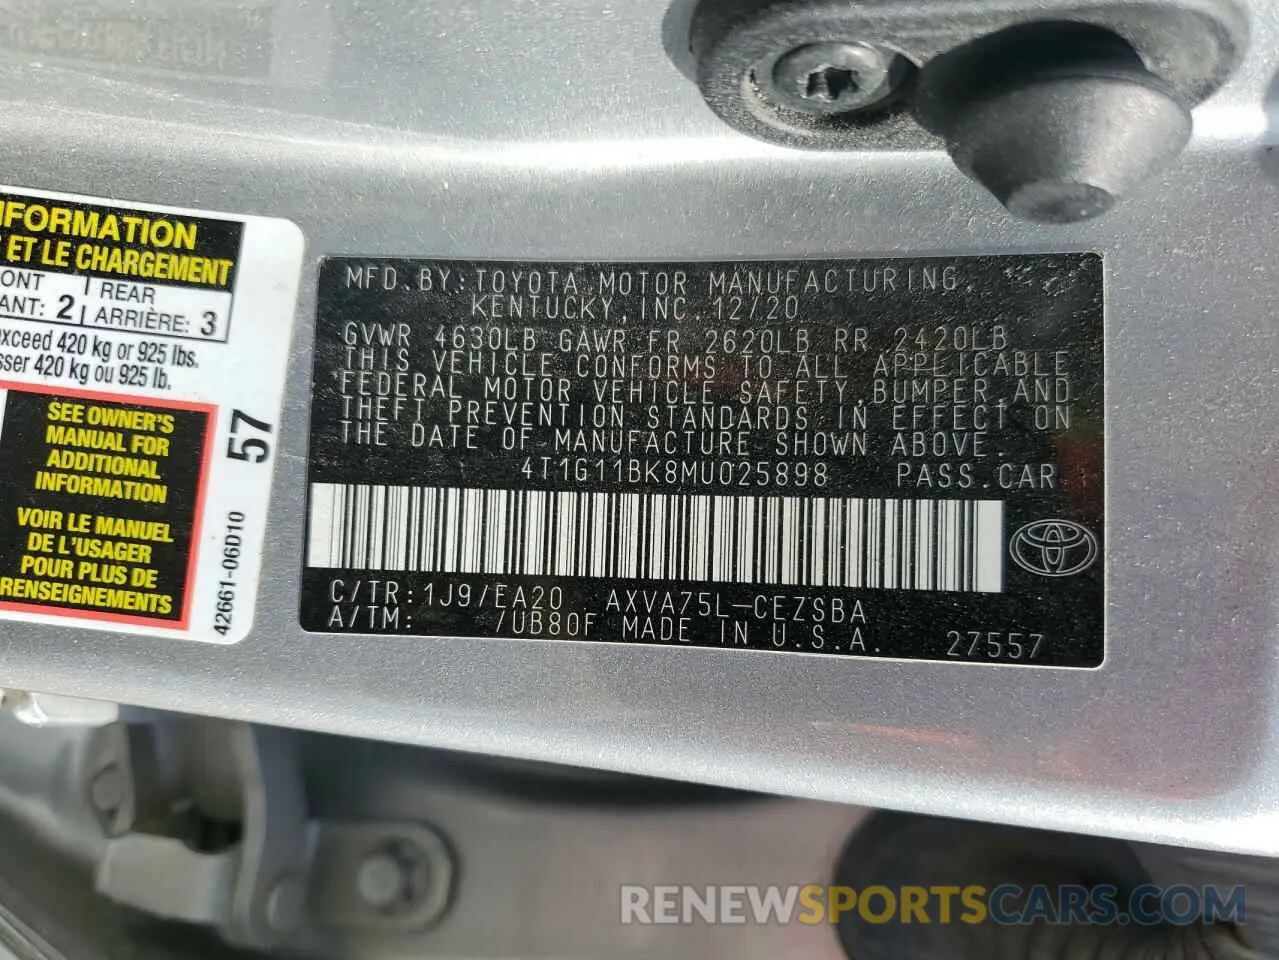 NFORMATION
ET LE CHARGEMENT
ONT REAR
ANT: 2 ARRIÈRE: 3
exceed 420 kg or 925 lbs.
sser 420 kg ou 925 lb.
SEE OWNER'S
MANUAL FOR
ADDITIONAL
INFORMATION
VOIR LE MANUEL
DE L'USAGER
POUR PLUS DE
RENSEIGNEMENTS
57
42661-06D10
MFD.BY:TOYOTA MOTOR MANUFACTURING,
KENTUCKY,INC.12/20
GVWR 4630LB GAWR FR 2620LB RR 2420LB
THIS VEHICLE CONFORMS TO ALL APPLICABLE
FEDERAL MOTOR VEHICLE SAFETY,BUMPER,AND
THEFT PREVENTION STANDARDS IN EFFECT ON
THE DATE OF MANUFACTURE SHOWN ABOVE.
4T1G11BK8MU025898 PASS.CAR
C/TR:1J9/EA20 AXVA75L-CEZSBA
A/TM: /UB80F MADE IN U.S.A. 27557
RENEWSPORTSCARS.COM